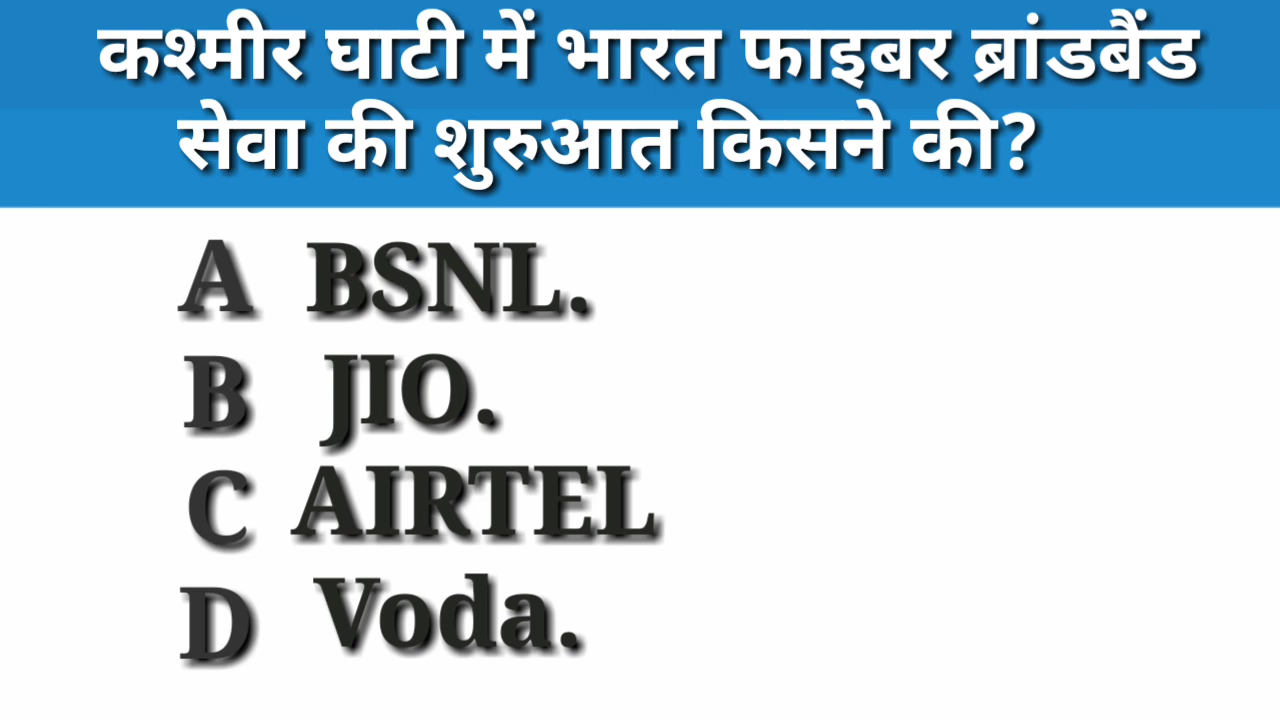 कश्मीर घाटी में भारत फाइबर ब्रांडबैंड
सेवा की शुरुआत किसने की?
A BSNL.
B JIO.
C AIRTEL
D Voda.